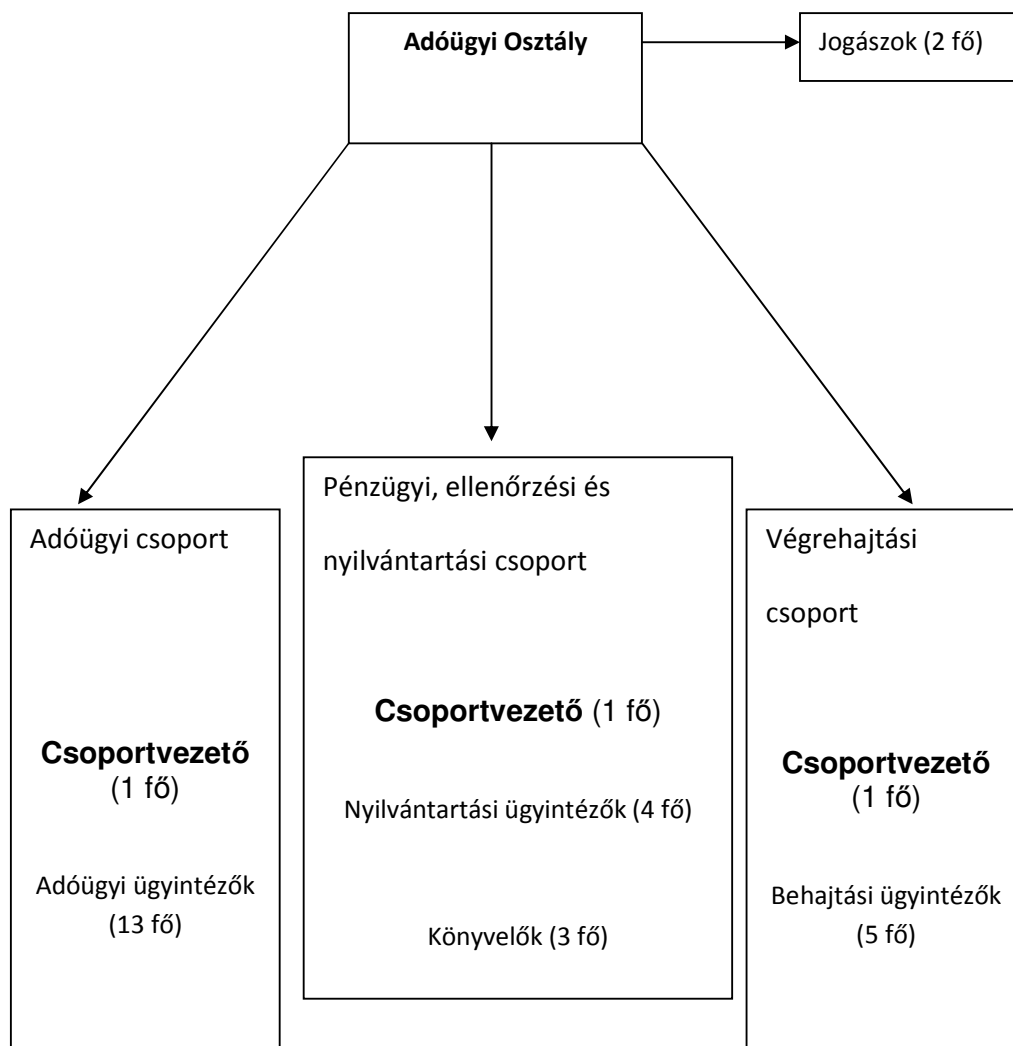 Adóügyi Osztály
Jogászok (2 fő)
Adóügyi csoport
Csoportvezető
(1 fő)
Adóügyi ügyintézők
(13 fő)
Pénzügyi, ellenőrzési és
nyilvántartási csoport
Csoportvezető (1 fő)
Nyilvántartási ügyintézők (4 fő)
Könyvelők (3 fő)
Végrehajtási
csoport
Csoportvezető
(1 fő)
Behajtási ügyintézők
(5 fő)